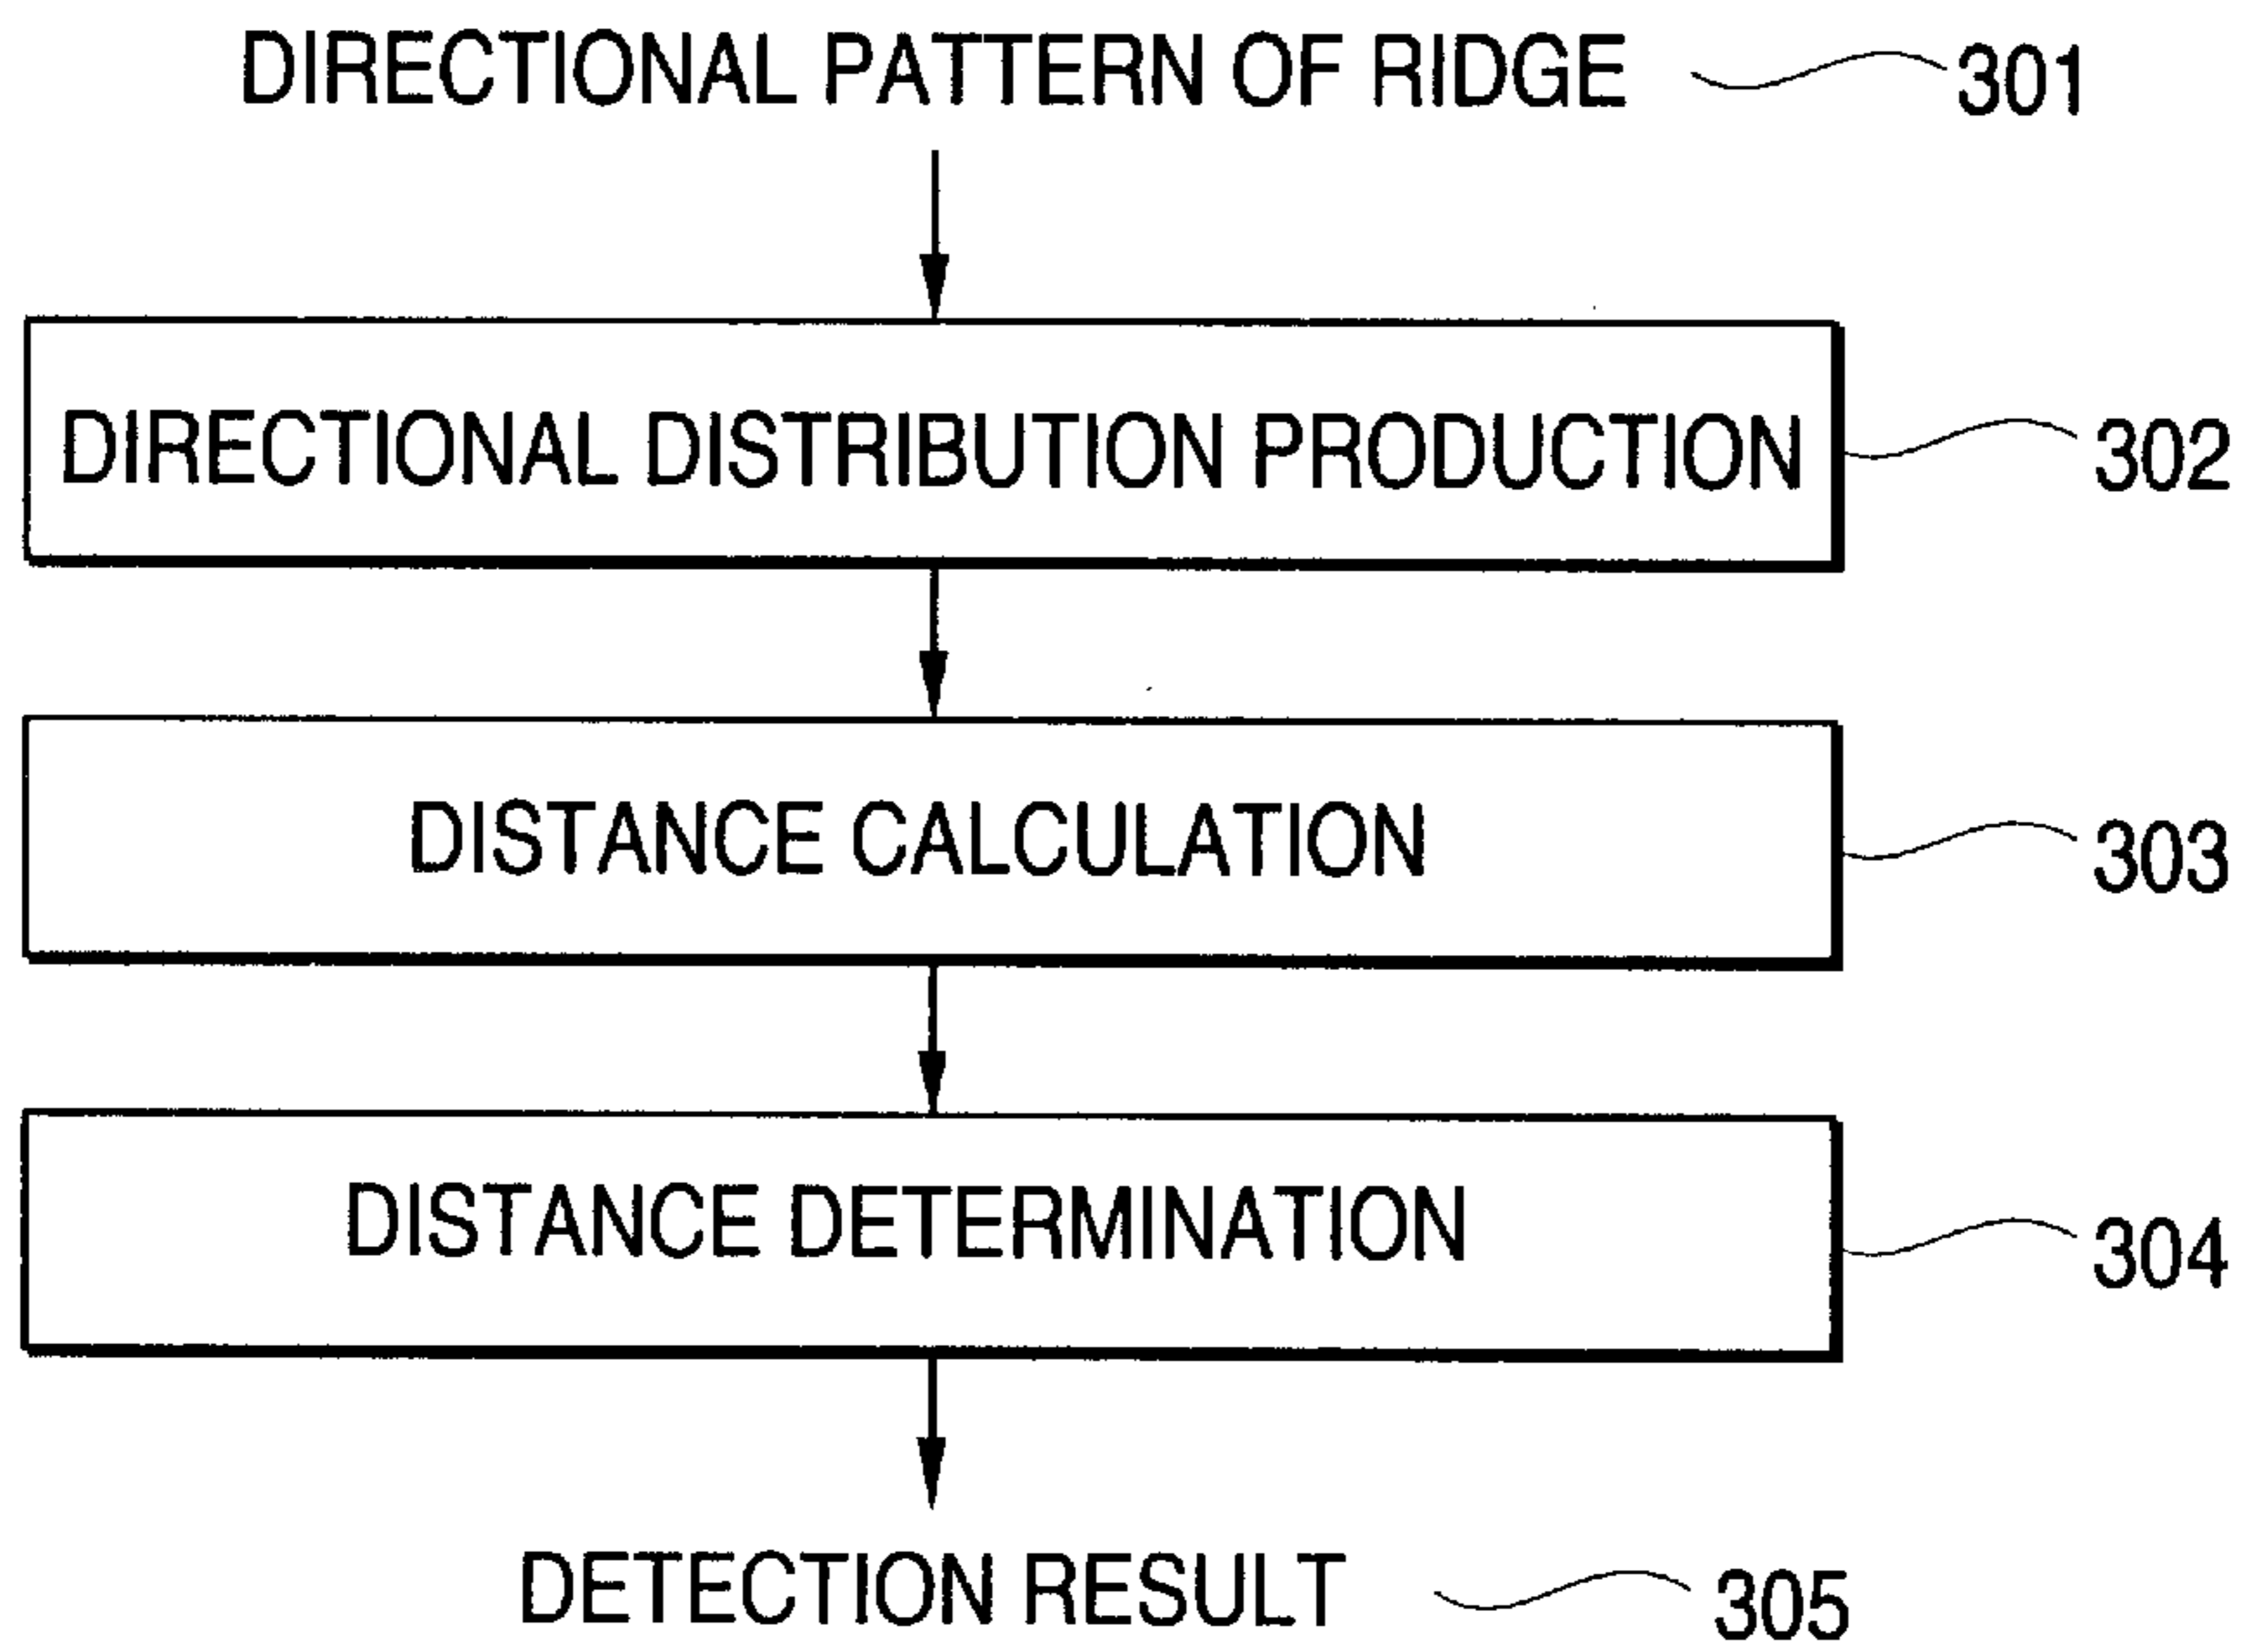 DIRECTIONAL PATTERN OF RIDGE 301
DIRECTIONAL DISTRIBUTION PRODUCTION 302
DISTANCE CALCULATION 303
DISTANCE DETERMINATION 304
DETECTION RESULT 305